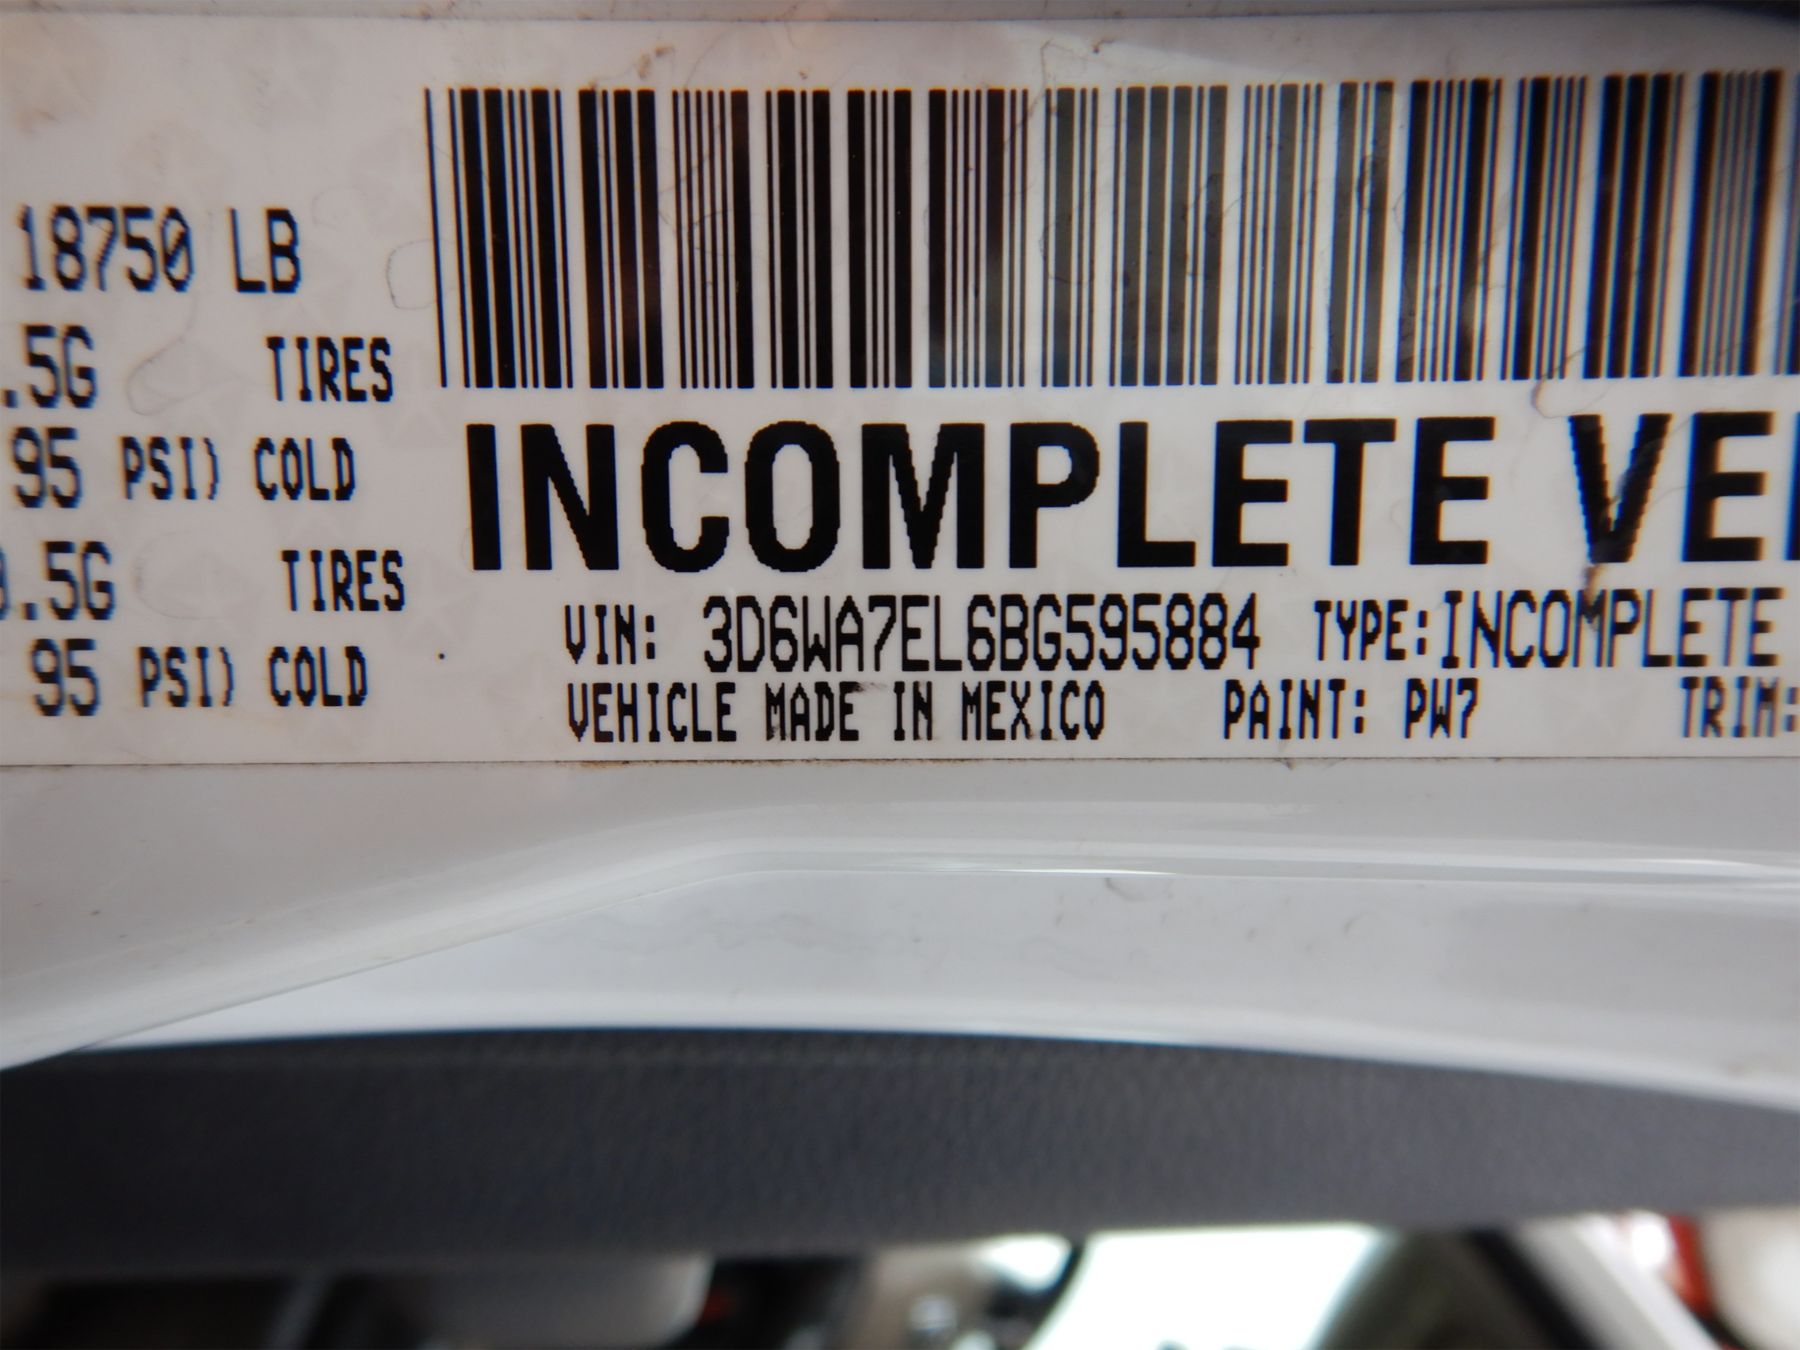 18750 LB
.5G TIRES
95 PSI) COLD
.5G TIRES
95 PSI) COLD
INCOMPLETE VE
VIN: 3D6WA7EL6BG595884 TYPE: INCOMPLETE
VEHICLE MADE IN MEXICO PAINT: PW7 TRIM: